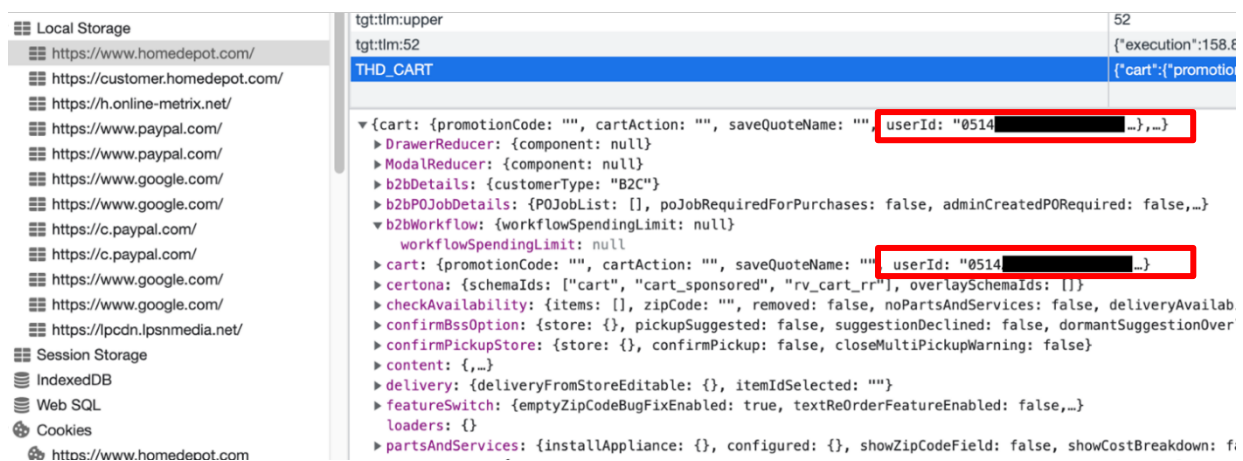 Local Storage
https://www.homedepot.com/
https://customer.homedepot.com/
https://h.online-metrix.net/
https://www.paypal.com/
https://www.paypal.com/
https://www.google.com/
https://www.google.com/
https://c.paypal.com/
https://c.paypal.com/
https://www.google.com/
https://www.google.com/
https://lpcdn.lpsnmedia.net/
Session Storage
IndexedDB
Web SQL
Cookies
https://www.homedepot.com
tgt:tlm:upper 52
tgt:tlm:52 {"execution":158.8
THD_CART {"cart":{"promotion
▼{cart: {promotionCode: "", cartAction: "", saveQuoteName: "", userId: "0514 …},…}
▶DrawerReducer: {component: null}
▶ModalReducer: {component: null}
▶b2bDetails: {customerType: "B2C"}
▶b2bPOJobDetails: {POJobList: [], poJobRequiredForPurchases: false, adminCreatedPORequired: false,…}
▼b2bWorkflow: {workflowSpendingLimit: null}
workflowSpendingLimit: null
▶cart: {promotionCode: "", cartAction: "", saveQuoteName: "" userId: "0514 …}
▶certona: {schemaIds: ["cart", "cart_sponsored", "rv_cart_rr"], overlaySchemaIds: []}
▶checkAvailability: {items: [], zipCode: "", removed: false, noPartsAndServices: false, deliveryAvailab
▶confirmBssOption: {store: {}, pickupSuggested: false, suggestionDeclined: false, dormantSuggestionOver
▶confirmPickupStore: {store: {}, confirmPickup: false, closeMultiPickupWarning: false}
▶content: {,…}
▶delivery: {deliveryFromStoreEditable: {}, itemIdSelected: ""}
▶featureSwitch: {emptyZipCodeBugFixEnabled: true, textReOrderFeatureEnabled: false,…}
loaders: {}
▶partsAndServices: {installAppliance: {}, configured: {}, showZipCodeField: false, showCostBreakdown: fa